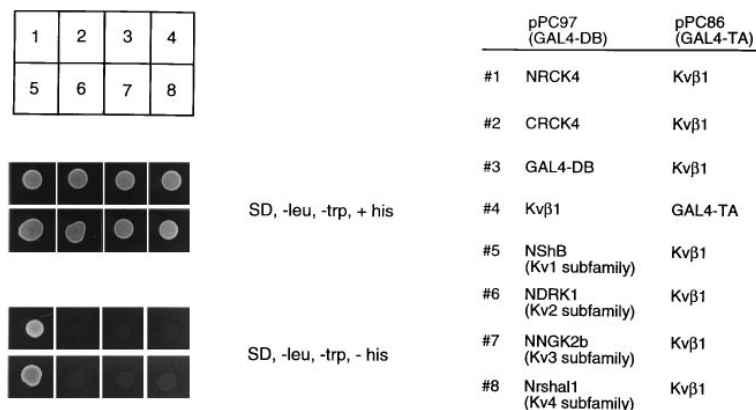 1 2 3 4
5 6 7 8
SD, -leu, -trp, + his
SD, -leu, -trp, - his
pPC97 pPC86
(GAL4-DB) (GAL4-TA)
#1 NRCK4 Kvβ1
#2 CRCK4 Kvβ1
#3 GAL4-DB Kvβ1
#4 Kvβ1 GAL4-TA
#5 NShB Kvβ1
(Kv1 subfamily)
#6 NDRK1 Kvβ1
(Kv2 subfamily)
#7 NNGK2b Kvβ1
(Kv3 subfamily)
#8 Nrshal1 Kvβ1
(Kv4 subfamily)